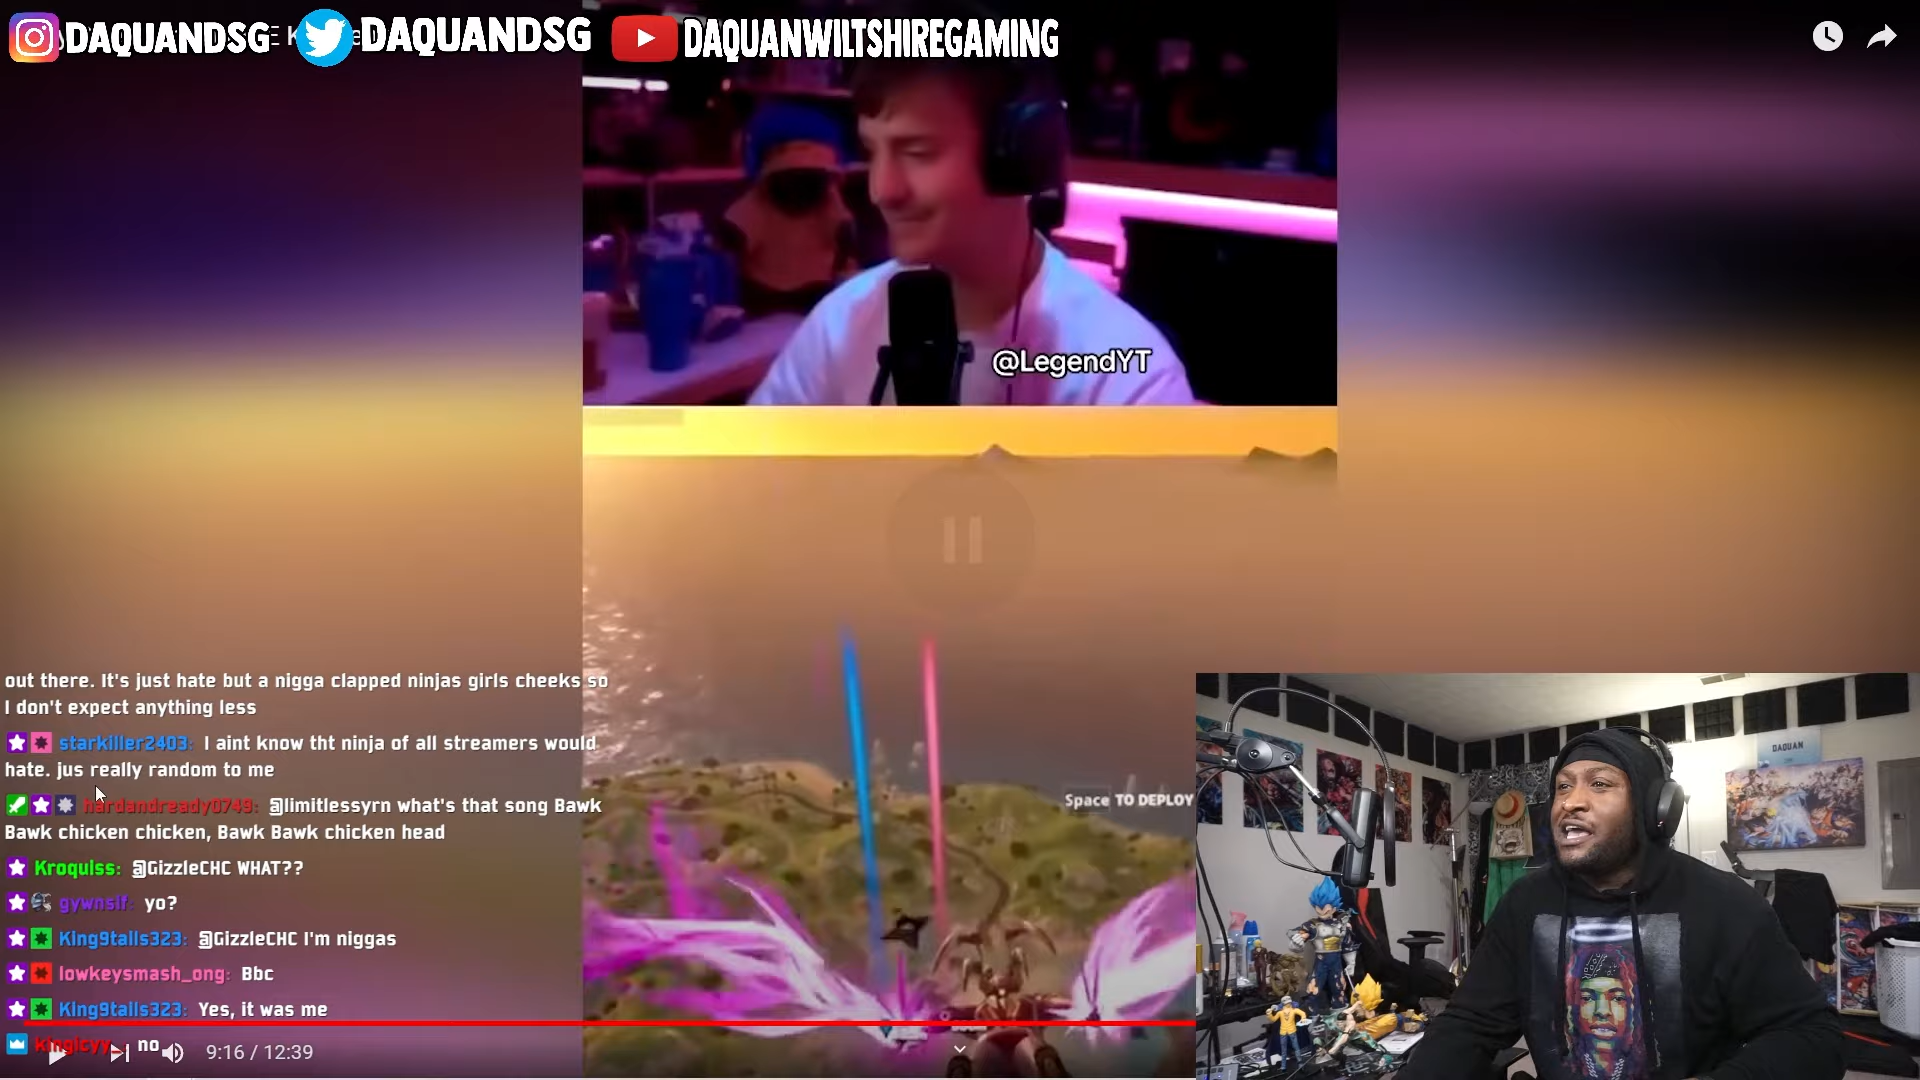 DAQUANDSG DAQUANDSG DAQUANWILTSHIREGAMING
@LegendYT
Space TO DEPLOY
DAQUAN
out there. It's just hate but a nigga clapped ninjas girls cheeks so
I don't expect anything less
starkiller2403: I aint know tht ninja of all streamers would
hate. jus really random to me
hardandready0749: @limitlessyrn what's that song Bawk
Bawk chicken chicken, Bawk Bawk chicken head
Kroquiss: @GizzleCHC WHAT??
gywnsif: yo?
King9talls323: @GizzleCHC I'm niggas
lowkeysmash_ong: Bbc
King9talls323: Yes, it was me
kingicyy: no
9:16 / 12:39